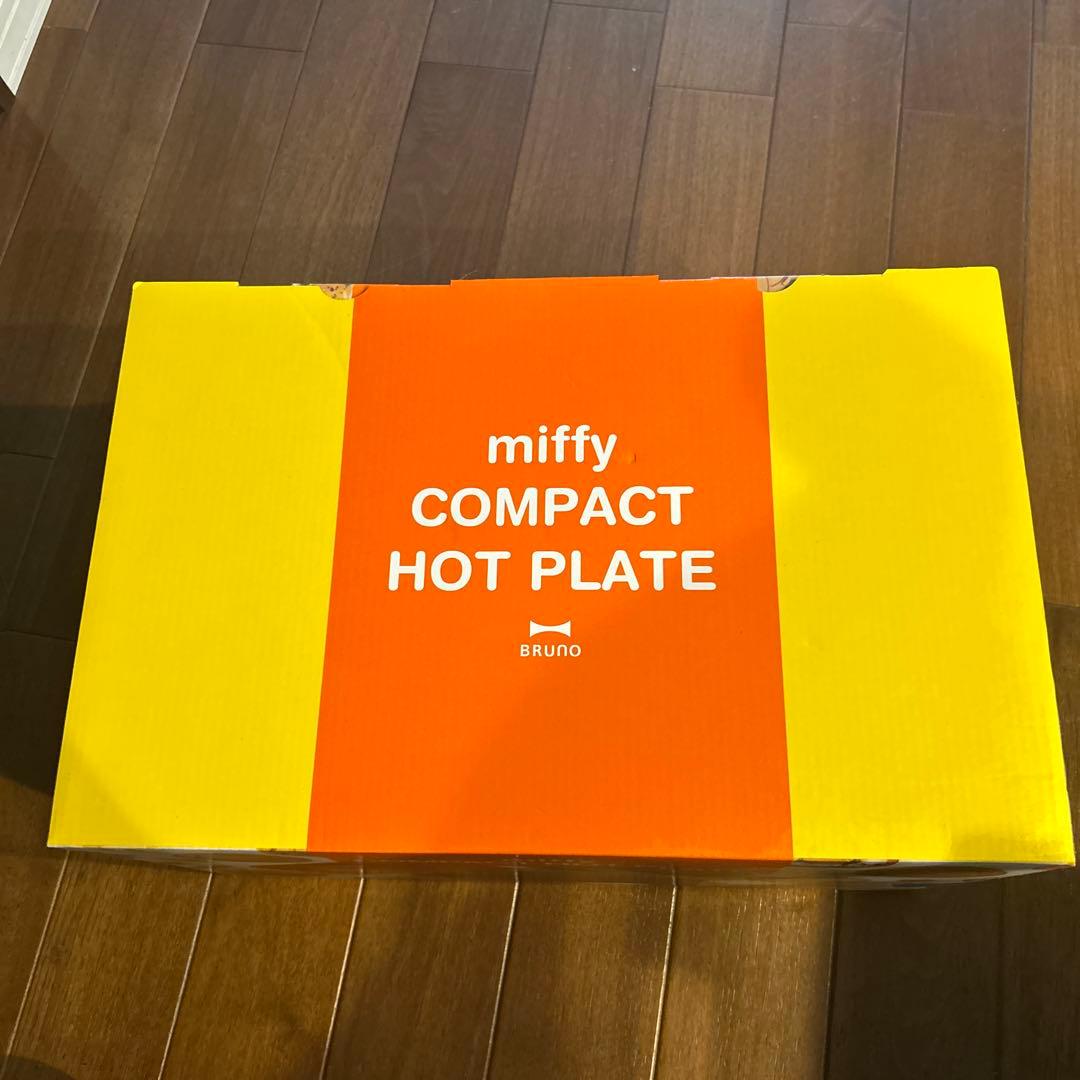 miffy
COMPACT
HOT PLATE
BRUNO